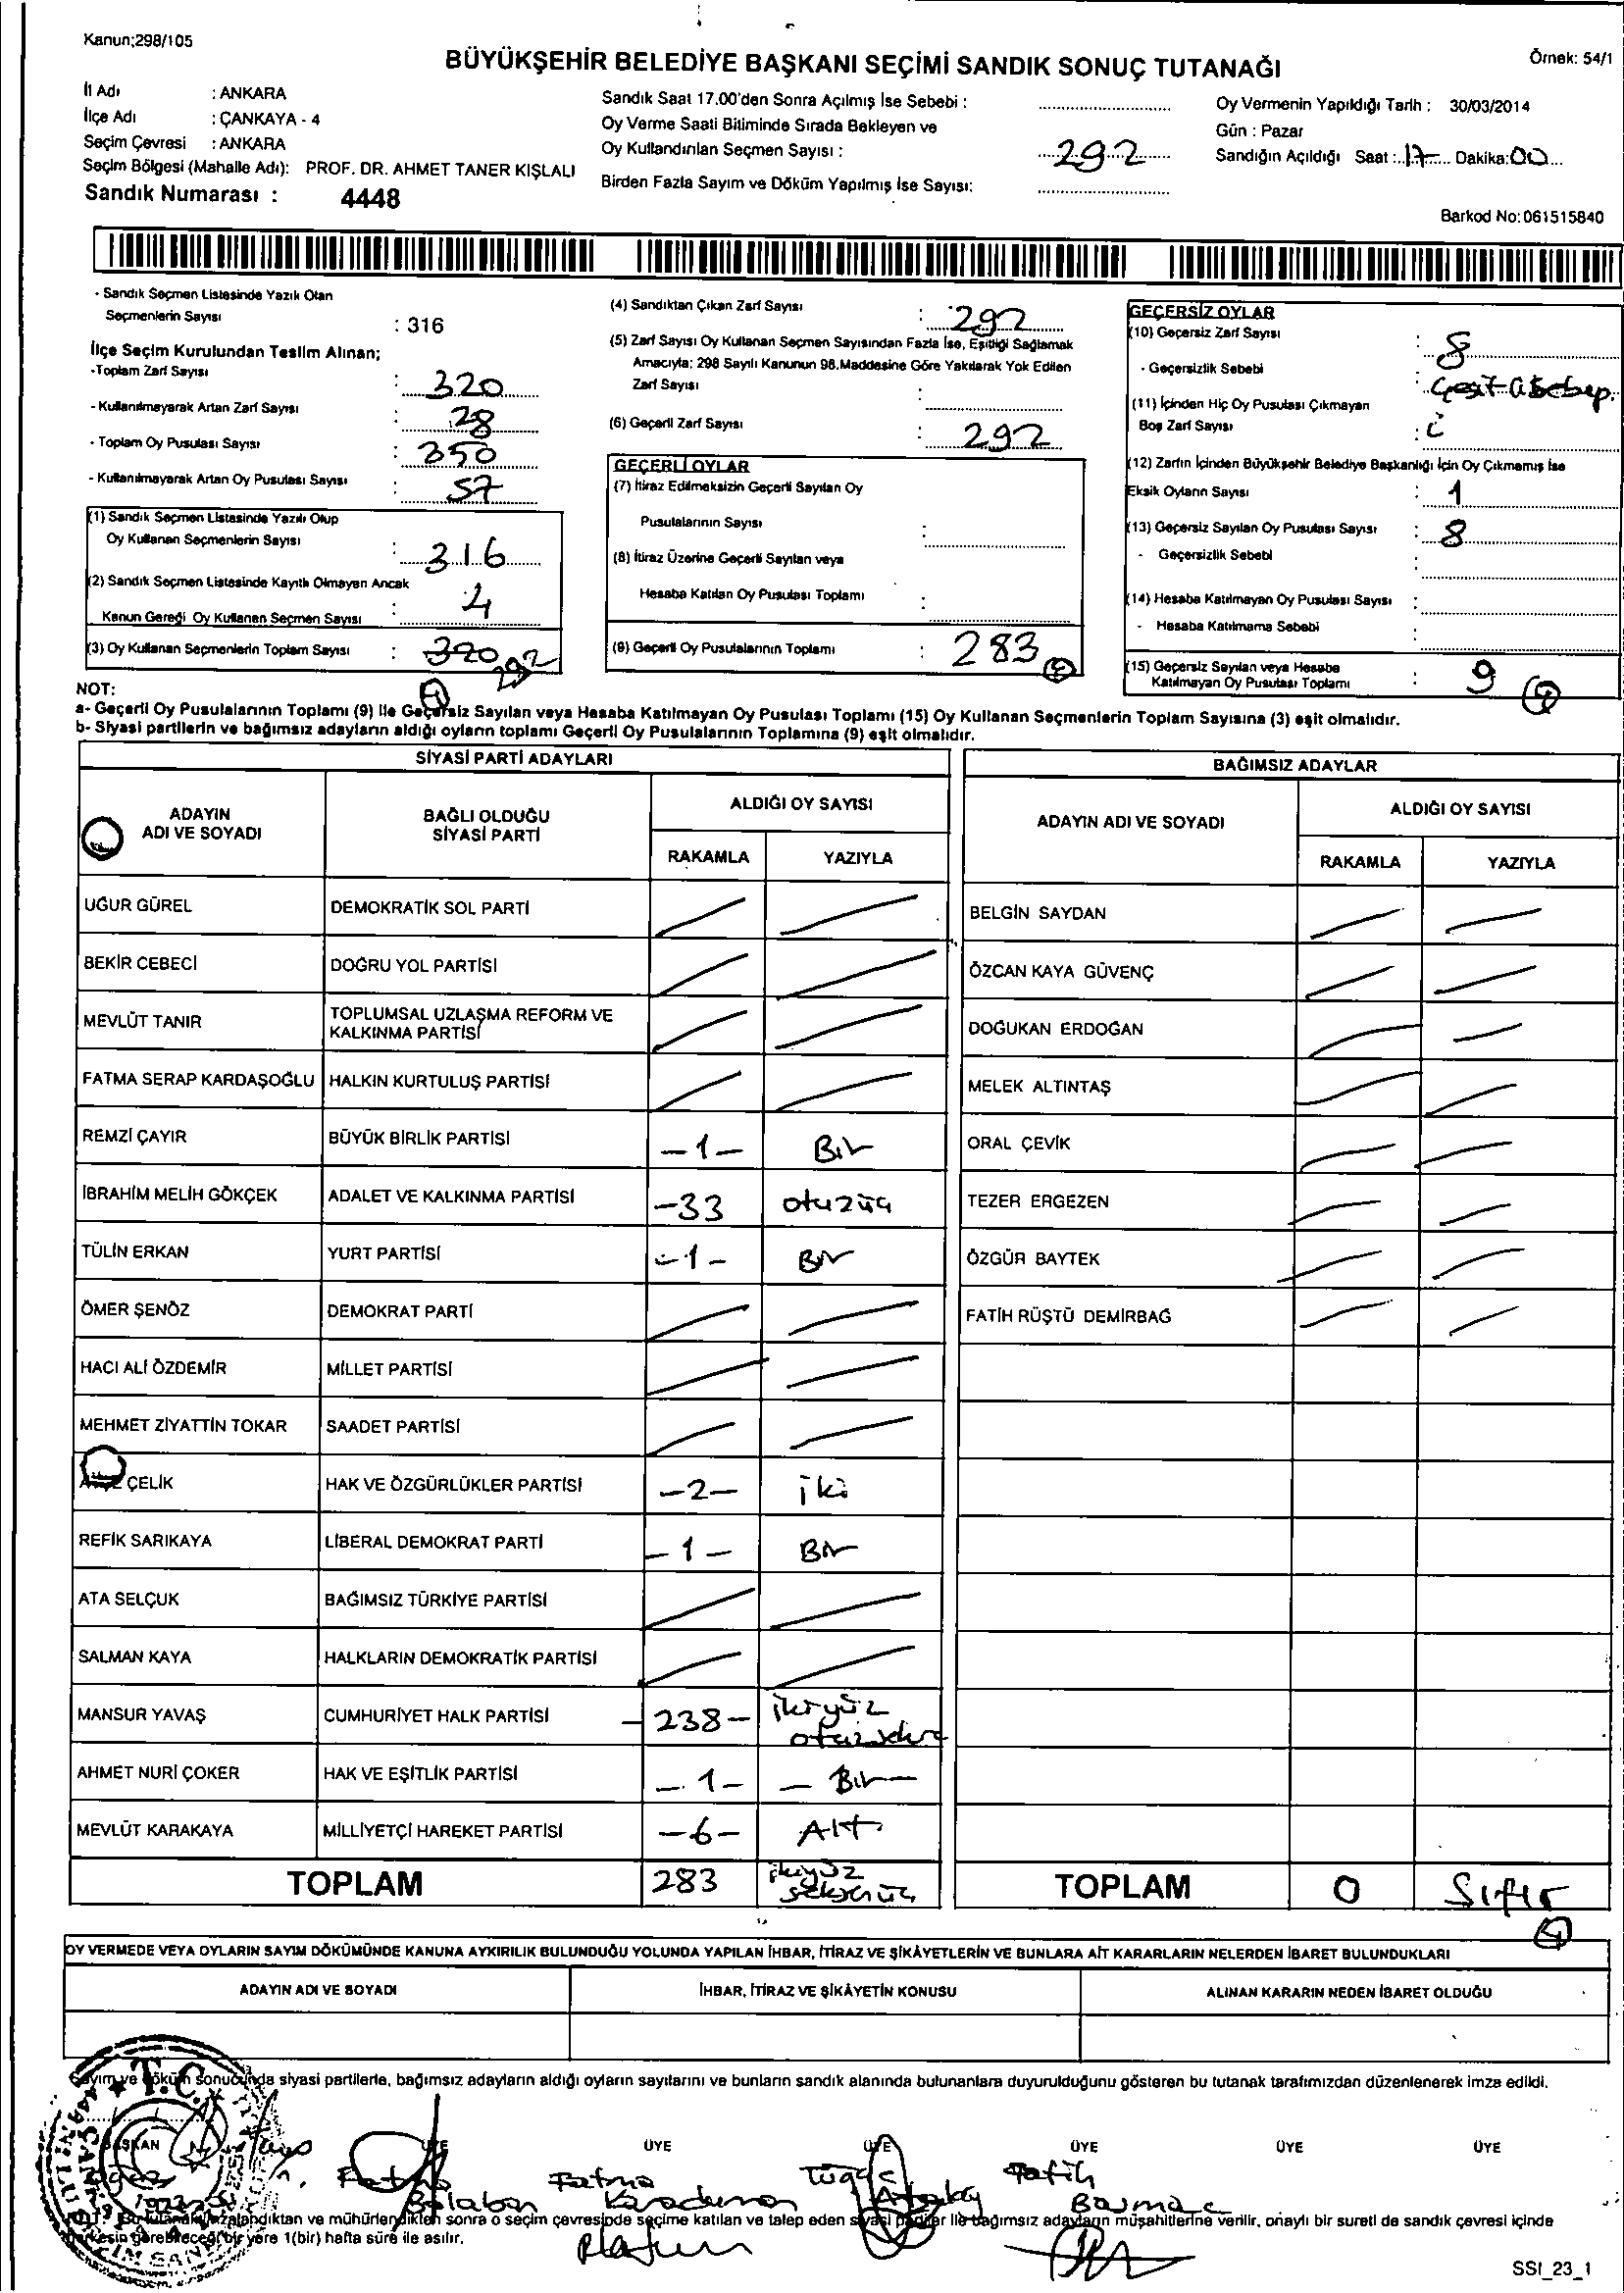 Kanun;298/105
BÜYÜKŞEHİR BELEDİYE BAŞKANI SEÇİMİ SANDIK SONUÇ TUTANAĞI
Örnek: 54/1
İl Adı : ANKARA
İlçe Adı : ÇANKAYA - 4
Seçim Çevresi : ANKARA
Seçim Bölgesi (Mahalle Adı): PROF. DR. AHMET TANER KIŞLALI
Sandık Numarası : 4448
Sandık Saat 17.00'den Sonra Açılmış İse Sebebi :
Oy Verme Saati Bitiminde Sırada Bekleyen ve
Oy Kullandırılan Seçmen Sayısı : 292
Birden Fazla Sayım ve Döküm Yapılmış İse Sayısı:
Oy Vermenin Yapıldığı Tarih : 30/03/2014
Gün : Pazar
Sandığın Açıldığı Saat : 17 Dakika: 00
Barkod No: 061515840
- Sandık Seçmen Listesinde Yazılı Olan
Seçmenlerin Sayısı : 316
İlçe Seçim Kurulundan Teslim Alınan;
-Toplam Zarf Sayısı : 320
- Kullanılmayarak Artan Zarf Sayısı : 28
- Toplam Oy Pusulası Sayısı : 350
- Kullanılmayarak Artan Oy Pusulası Sayısı : 57
(1) Sandık Seçmen Listesinde Yazılı Olup
Oy Kullanan Seçmenlerin Sayısı : 316
(2) Sandık Seçmen Listesinde Kayıtlı Olmayan Ancak
Kanun Gereği Oy Kullanan Seçmen Sayısı : 4
(3) Oy Kullanan Seçmenlerin Toplam Sayısı : 320 292
(4) Sandıktan Çıkan Zarf Sayısı : 292
(5) Zarf Sayısı Oy Kullanan Seçmen Sayısından Fazla İse, Eşitliği Sağlamak
Amacıyla; 298 Sayılı Kanunun 98.Maddesine Göre Yakılarak Yok Edilen
Zarf Sayısı :
(6) Geçerli Zarf Sayısı : 292
GEÇERLİ OYLAR
(7) İtiraz Edilmeksizin Geçerli Sayılan Oy
Pusulalarının Sayısı :
(8) İtiraz Üzerine Geçerli Sayılan veya
Hesaba Katılan Oy Pusulası Toplamı :
(9) Geçerli Oy Pusulalarının Toplamı : 283
GEÇERSİZ OYLAR
(10) Geçersiz Zarf Sayısı : 8
- Geçersizlik Sebebi :
(11) İçinden Hiç Oy Pusulası Çıkmayan
Boş Zarf Sayısı :
(12) Zarfın İçinden Büyükşehir Belediye Başkanlığı İçin Oy Çıkmamış İse
Eksik Oyların Sayısı : 1
(13) Geçersiz Sayılan Oy Pusulası Sayısı : 8
- Geçersizlik Sebebi :
(14) Hesaba Katılmayan Oy Pusulası Sayısı :
- Hesaba Katılmama Sebebi :
(15) Geçersiz Sayılan veya Hesaba
Katılmayan Oy Pusulası Toplamı : 9
NOT:
a- Geçerli Oy Pusulalarının Toplamı (9) İle Geçersiz Sayılan veya Hesaba Katılmayan Oy Pusulası Toplamı (15) Oy Kullanan Seçmenlerin Toplam Sayısına (3) eşit olmalıdır.
b- Siyasi partilerin ve bağımsız adayların aldığı oyların toplamı Geçerli Oy Pusulalarının Toplamına (9) eşit olmalıdır.
SİYASİ PARTİ ADAYLARI
ADAYIN ADI VE SOYADI BAĞLI OLDUĞU SİYASİ PARTİ ALDIĞI OY SAYISI
RAKAMLA YAZIYLA
UĞUR GÜREL DEMOKRATİK SOL PARTİ
BEKİR CEBECİ DOĞRU YOL PARTİSİ
MEVLÜT TANIR TOPLUMSAL UZLAŞMA REFORM VE KALKINMA PARTİSİ
FATMA SERAP KARDAŞOĞLU HALKIN KURTULUŞ PARTİSİ
REMZİ ÇAYIR BÜYÜK BİRLİK PARTİSİ -1- Bir
İBRAHİM MELİH GÖKÇEK ADALET VE KALKINMA PARTİSİ -33 otuzüç
TÜLİN ERKAN YURT PARTİSİ -1- Bir
ÖMER ŞENÖZ DEMOKRAT PARTİ
HACI ALİ ÖZDEMİR MİLLET PARTİSİ
MEHMET ZİYATTİN TOKAR SAADET PARTİSİ
ÇELİK HAK VE ÖZGÜRLÜKLER PARTİSİ -2- iki
REFİK SARIKAYA LİBERAL DEMOKRAT PARTİ -1- Bir
ATA SELÇUK BAĞIMSIZ TÜRKİYE PARTİSİ
SALMAN KAYA HALKLARIN DEMOKRATİK PARTİSİ
MANSUR YAVAŞ CUMHURİYET HALK PARTİSİ -238- ikiyüz otuzsekiz
AHMET NURİ ÇOKER HAK VE EŞİTLİK PARTİSİ -1- -Bir-
MEVLÜT KARAKAYA MİLLİYETÇİ HAREKET PARTİSİ -6- Altı
TOPLAM 283 ikiyüz seksenüç
BAĞIMSIZ ADAYLAR
ADAYIN ADI VE SOYADI ALDIĞI OY SAYISI
RAKAMLA YAZIYLA
BELGİN SAYDAN
ÖZCAN KAYA GÜVENÇ
DOĞUKAN ERDOĞAN
MELEK ALTINTAŞ
ORAL ÇEVİK
TEZER ERGEZEN
ÖZGÜR BAYTEK
FATİH RÜŞTÜ DEMİRBAĞ
TOPLAM 0 Sıfır
OY VERMEDE VEYA OYLARIN SAYIM DÖKÜMÜNDE KANUNA AYKIRILIK BULUNDUĞU YOLUNDA YAPILAN İHBAR, İTİRAZ VE ŞİKÂYETLERİN VE BUNLARA AİT KARARLARIN NELERDEN İBARET BULUNDUKLARI
ADAYIN ADI VE SOYADI İHBAR, İTİRAZ VE ŞİKÂYETİN KONUSU ALINAN KARARIN NEDEN İBARET OLDUĞU
Sayım ve döküm sonucunda siyasi partilerle, bağımsız adayların aldığı oyların sayılarını ve bunların sandık alanında bulunanlara duyurulduğunu gösteren bu tutanak tarafımızdan düzenlenerek imza edildi.
T.C.
BAŞKAN ÜYE ÜYE ÜYE ÜYE ÜYE ÜYE
Fatma Balaban
Fatma Karaduman
Tuğçe
Fatih
imzalandıktan ve mühürlendikten sonra o seçim çevresinde seçime katılan ve talep eden siyasi partiler ile bağımsız adayların müşahitlerine verilir, onaylı bir sureti de sandık çevresi içinde
herkesin görebileceği bir yere 1(bir) hafta süre ile asılır.
SSI_23_1